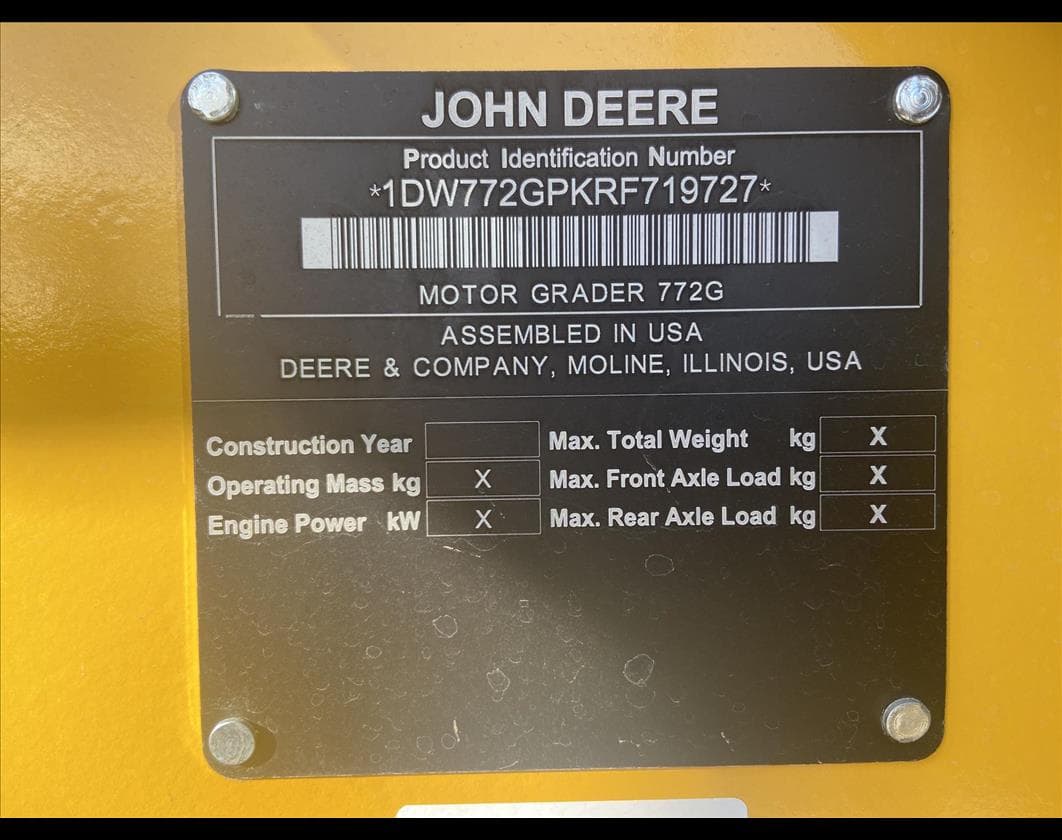 JOHN DEERE
Product Identification Number
*1DW772GPKRF719727*
MOTOR GRADER 772G
ASSEMBLED IN USA
DEERE & COMPANY, MOLINE, ILLINOIS, USA
Construction Year
Max. Total Weight kg X
Operating Mass kg X
Max. Front Axle Load kg X
Engine Power kW X
Max. Rear Axle Load kg X